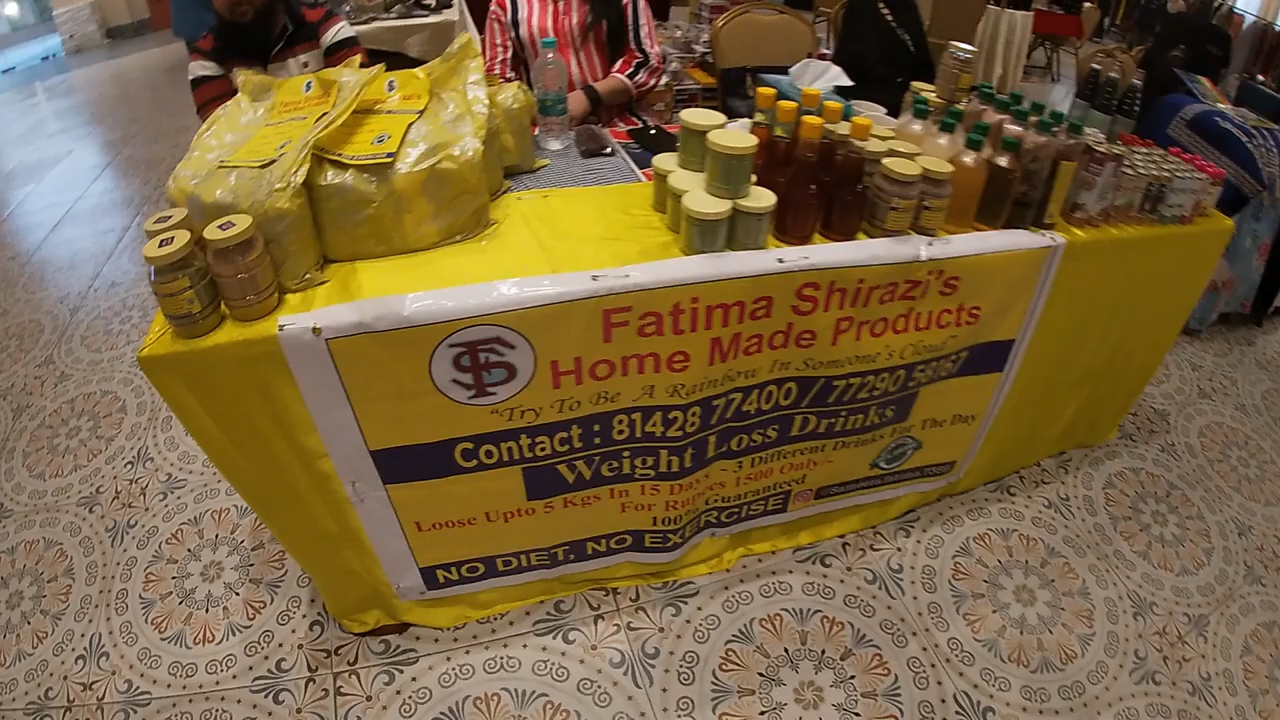 Fatima Shirazi's
Home Made Products
"Try To Be A Rainbow In Someone's Cloud"
Contact : 81428 77400 / 77290 58167
Weight Loss Drinks
Loose Upto 5 Kgs In 15 Days - 3 Different Drinks For The Day
For Rupees 1500 Only/-
100% Guaranteed
NO DIET, NO EXERCISE